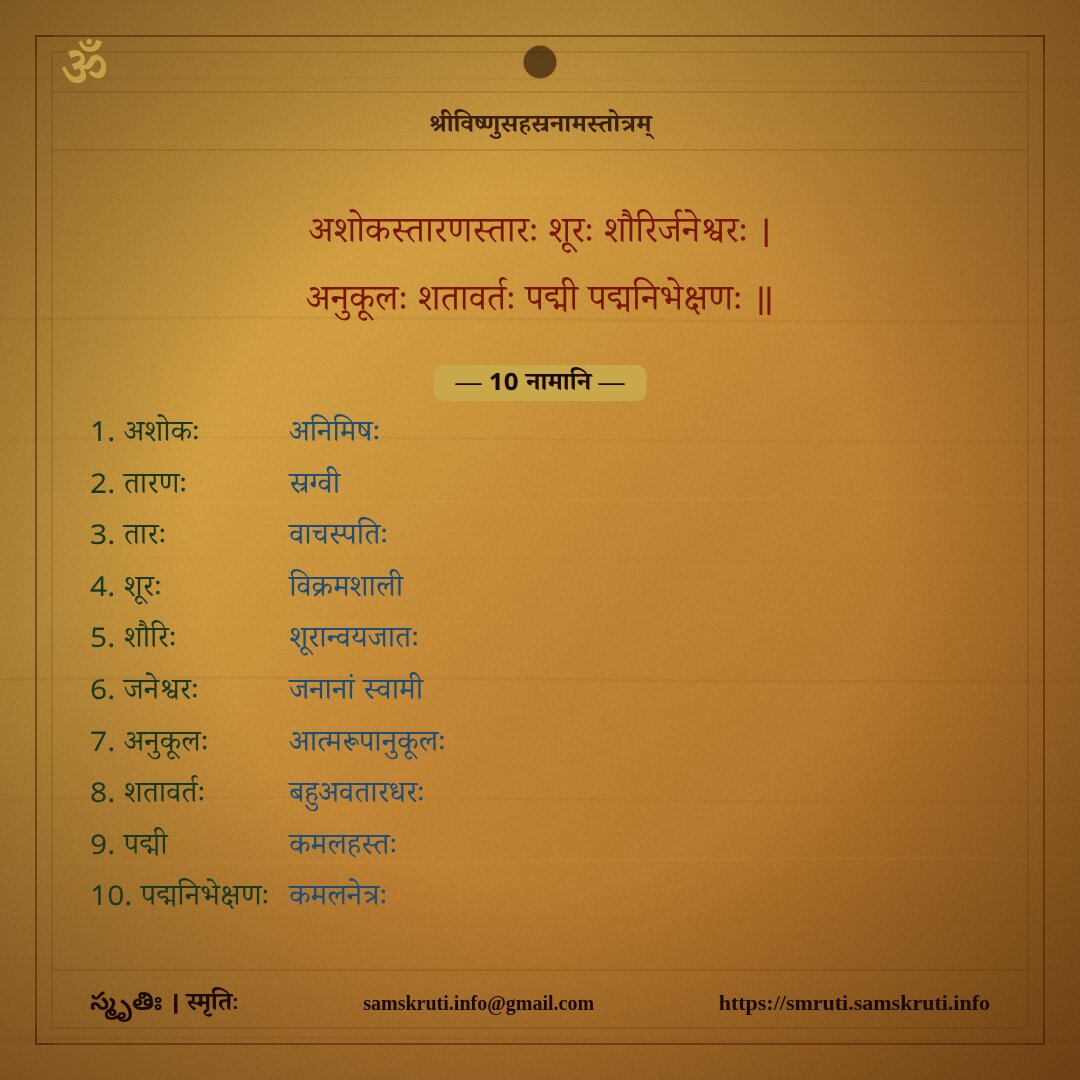 ॐ
श्रीविष्णुसहस्रनामस्तोत्रम्
अशोकस्तारणस्तारः शूरः शौरिर्जनेश्वरः |
अनुकूलः शतावर्तः पद्मी पद्मनिभेक्षणः ||
— 10 नामानि —
1. अशोकः अनिमिषः
2. तारणः स्रग्वी
3. तारः वाचस्पतिः
4. शूरः विक्रमशाली
5. शौरिः शूरान्वयजातः
6. जनेश्वरः जनानां स्वामी
7. अनुकूलः आत्मरूपानुकूलः
8. शतावर्तः बहुअवतारधरः
9. पद्मी कमलहस्तः
10. पद्मनिभेक्षणः कमलनेत्रः
స్మృతిః | स्मृतिः samskruti.info@gmail.com https://smruti.samskruti.info